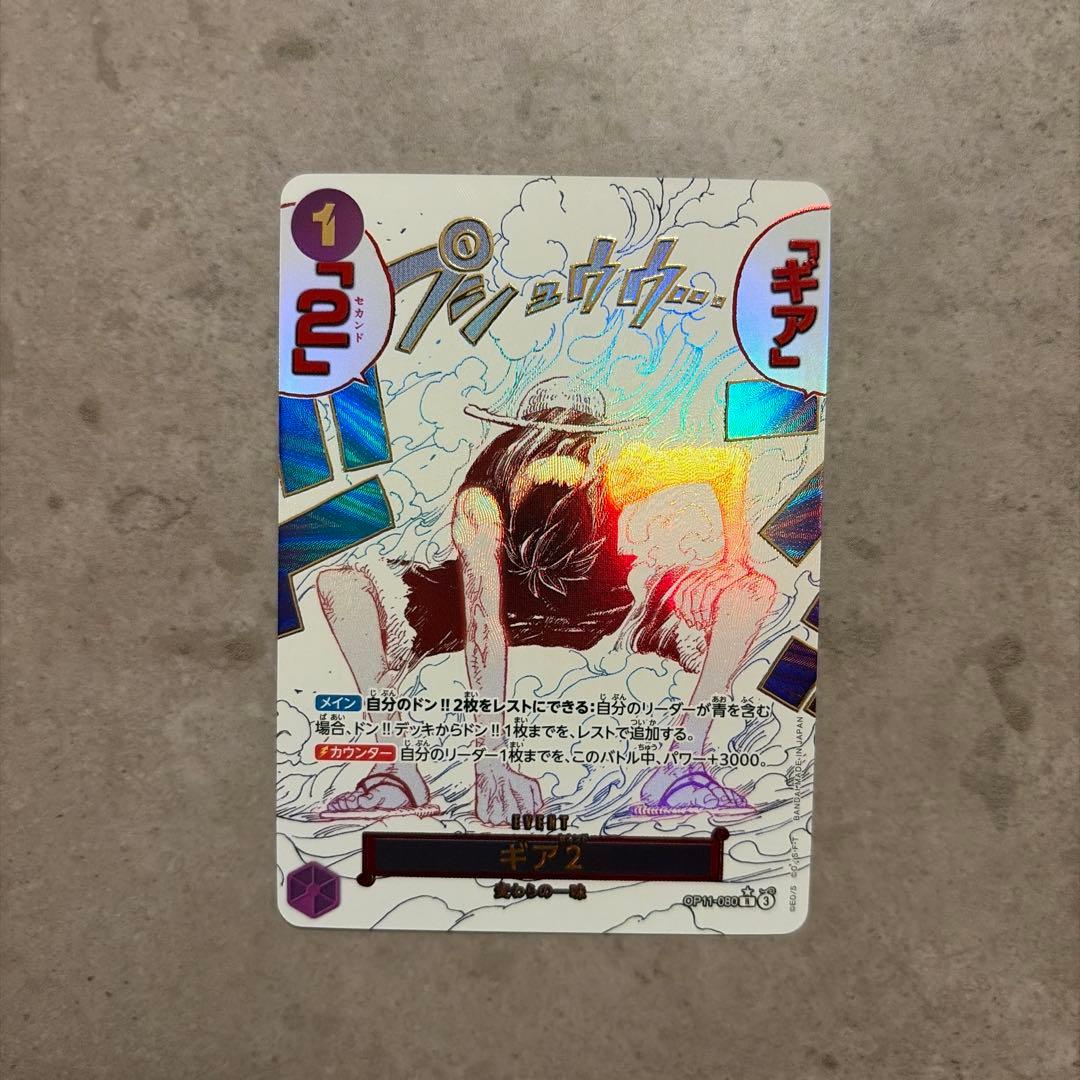 1
「2」
セカンド
プシュウウ...
「ギア」
メイン 自分のドン!!2枚をレストにできる:自分のリーダーが青を含む
場合、ドン!!デッキからドン!!1枚までを、レストで追加する。
カウンター 自分のリーダー1枚までを、このバトル中、パワー+3000。
EVENT
ギア2
麦わらの一味
OP11-080 R 3
©E.O./S. ©O./S.F.T BANDAI MADE IN JAPAN